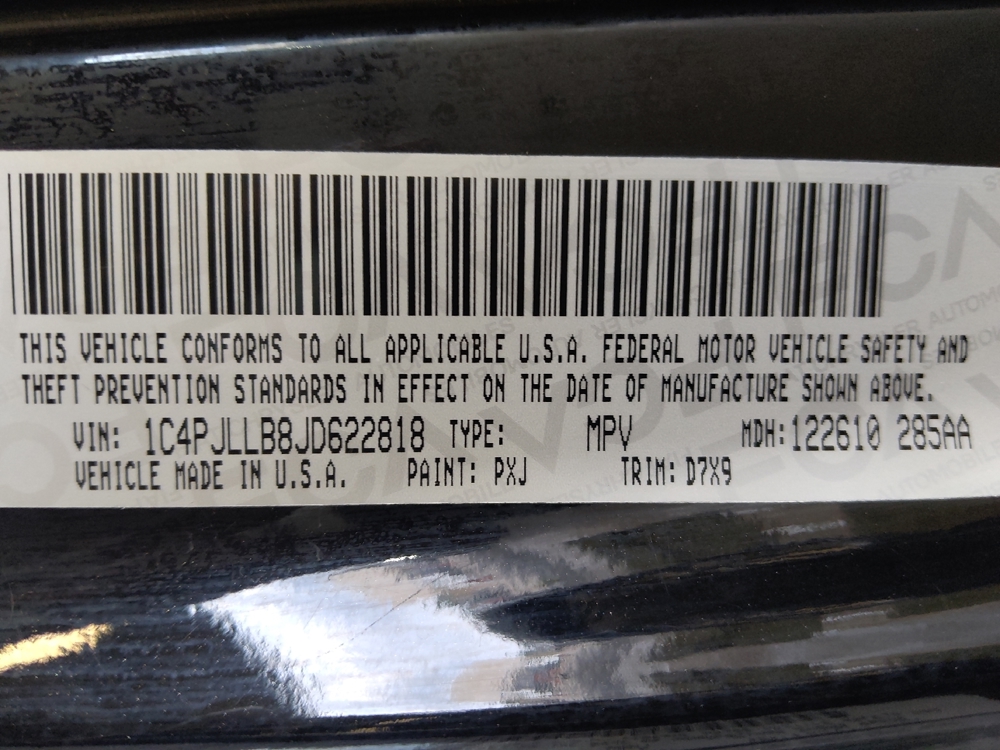 THIS VEHICLE CONFORMS TO ALL APPLICABLE U.S.A. FEDERAL MOTOR VEHICLE SAFETY AND
THEFT PREVENTION STANDARDS IN EFFECT ON THE DATE OF MANUFACTURE SHOWN ABOVE.
VIN: 1C4PJLLB8JD622818 TYPE: MPV MDH:122610 285AA
VEHICLE MADE IN U.S.A. PAINT: PXJ TRIM: D7X9